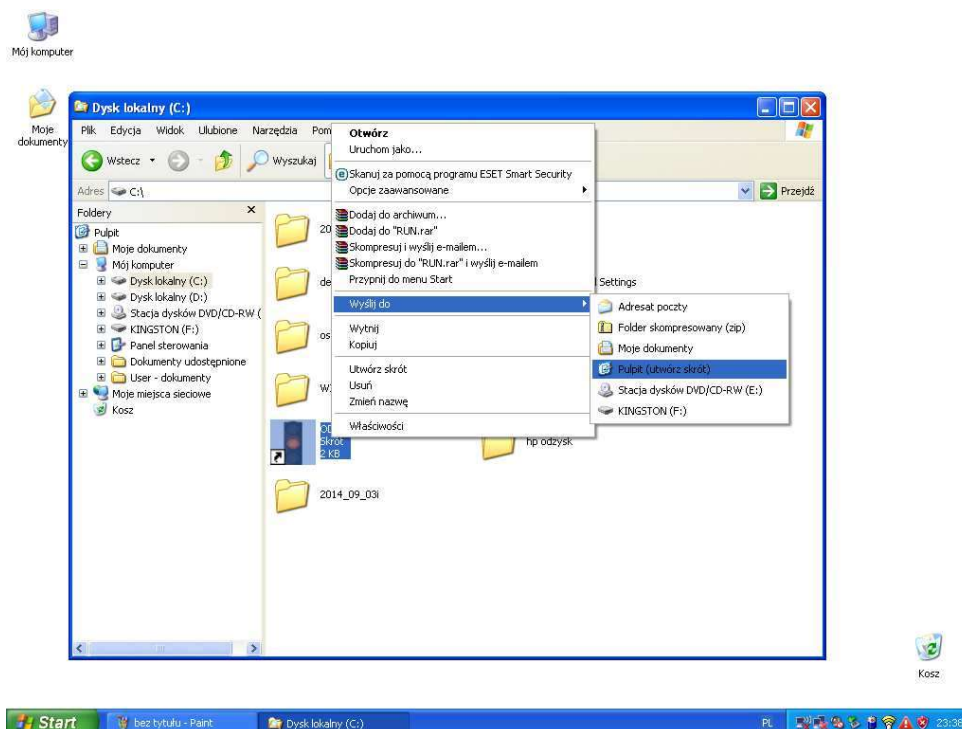 Mój komputer
Moje
dokumenty
Dysk lokalny (C:)
Plik Edycja Widok Ulubione Narzędzia Pom
Wstecz Wyszukaj
Adres C:\ Przejdź
Foldery
Pulpit
Moje dokumenty
Mój komputer
Dysk lokalny (C:)
Dysk lokalny (D:)
Stacja dysków DVD/CD-RW (
KINGSTON (F:)
Panel sterowania
Dokumenty udostępnione
User - dokumenty
Moje miejsca sieciowe
Kosz
20
de
os
W
OD
Skrót
2 KB
2014_09_03i
Settings
hp odzysk
Otwórz
Uruchom jako...
Skanuj za pomocą programu ESET Smart Security
Opcje zaawansowane
Dodaj do archiwum...
Dodaj do "RUN.rar"
Skompresuj i wyślij e-mailem...
Skompresuj do "RUN.rar" i wyślij e-mailem
Przypnij do menu Start
Wyślij do
Wytnij
Kopiuj
Utwórz skrót
Usuń
Zmień nazwę
Właściwości
Adresat poczty
Folder skompresowany (zip)
Moje dokumenty
Pulpit (utwórz skrót)
Stacja dysków DVD/CD-RW (E:)
KINGSTON (F:)
Kosz
Start bez tytułu - Paint Dysk lokalny (C:) PL 23:38